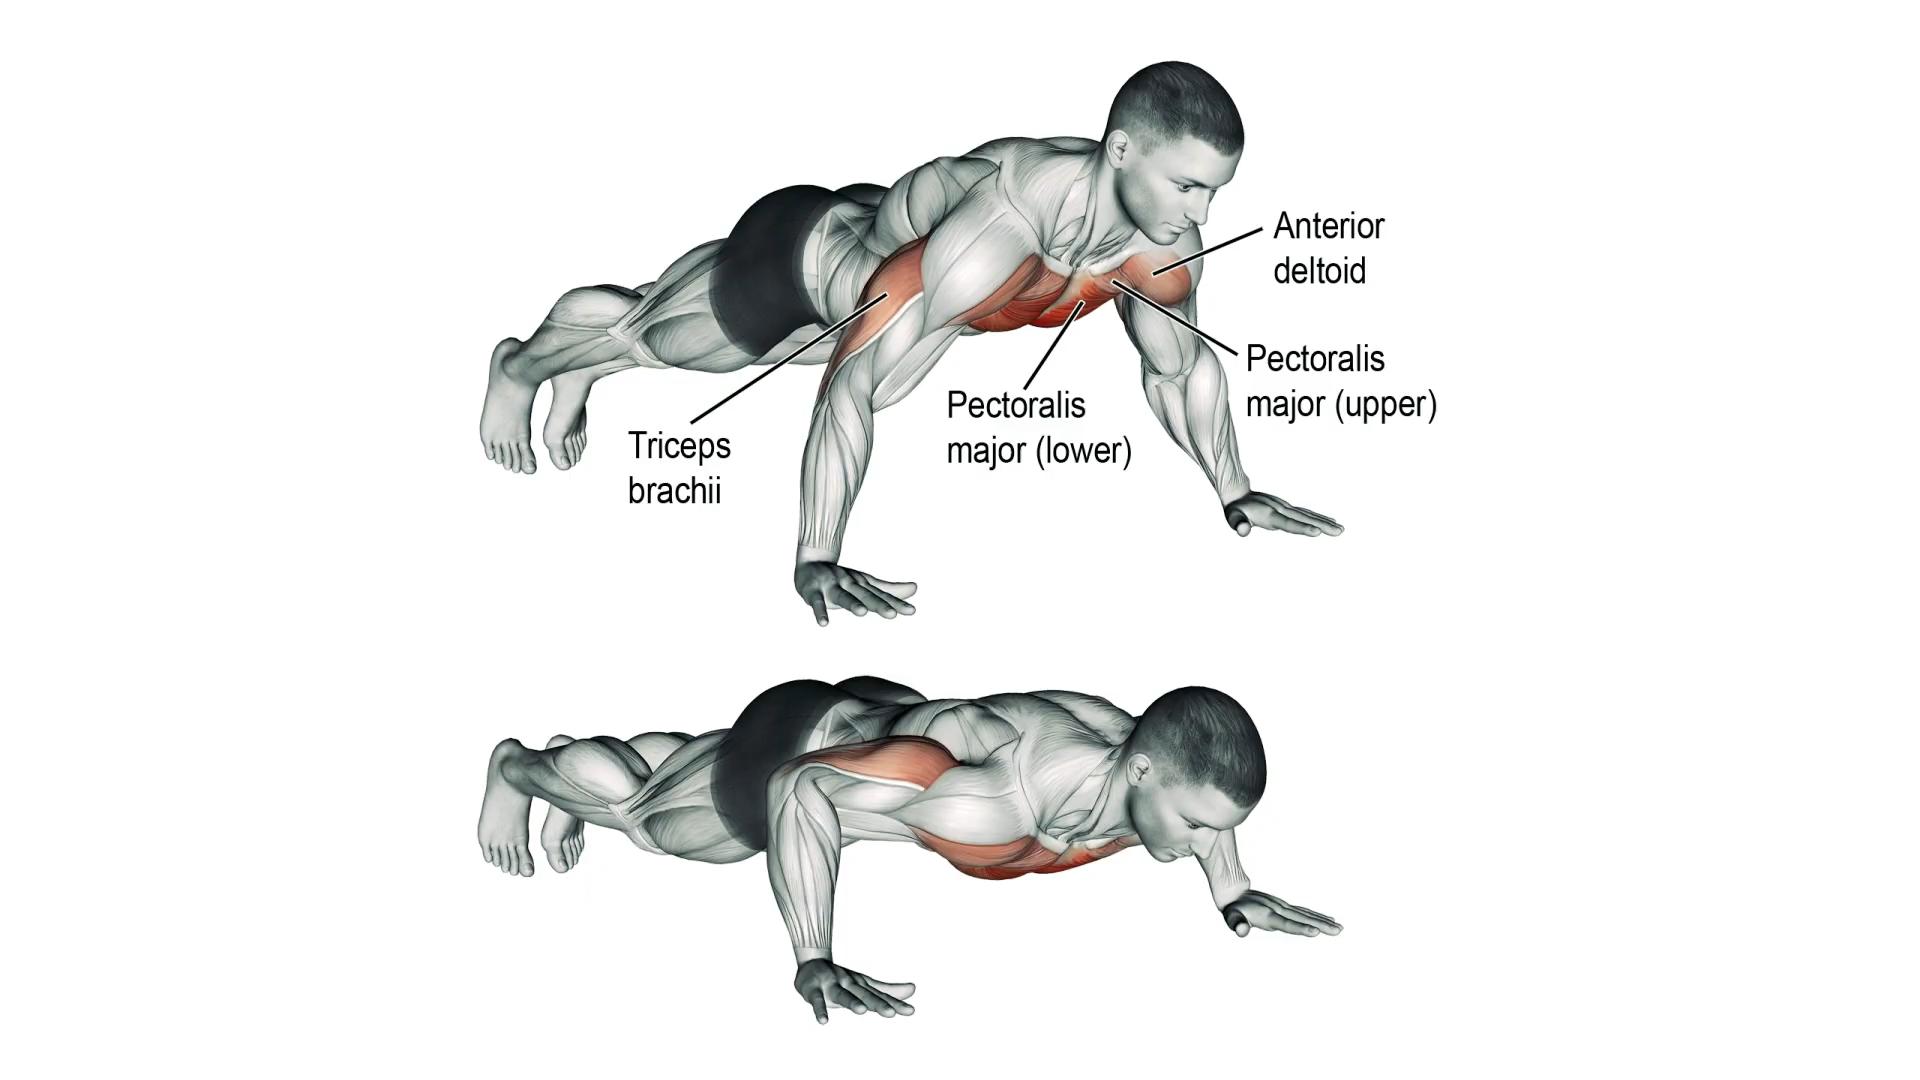 Anterior
deltoid
Pectoralis
major (upper)
Pectoralis
major (lower)
Triceps
brachii